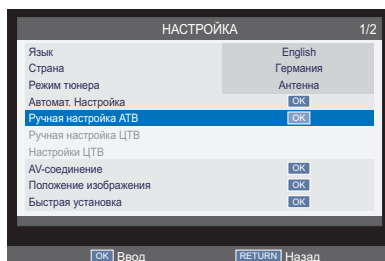 НАСТРОЙКА 1/2
Язык English
Страна Германия
Режим тюнера Антенна
Автомат. Настройка OK
Ручная настройка АТВ OK
Ручная настройка ЦТВ
Настройки ЦТВ
AV-соединение OK
Положение изображения OK
Быстрая установка OK
OK Ввод RETURN Назад